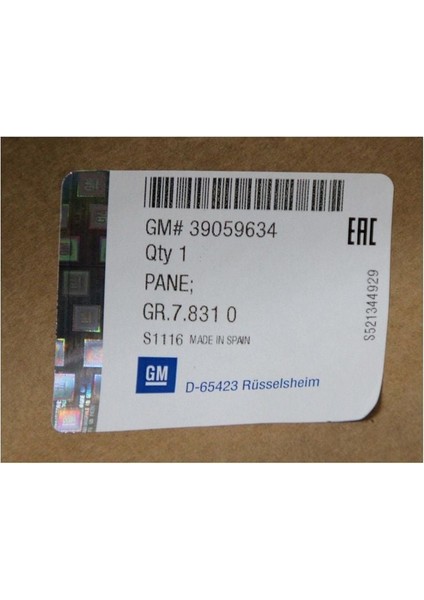 GM# 39059634
Qty 1
PANE;
GR.7.831 0
S1116 MADE IN SPAIN
GM
D-65423 Rüsselsheim
EAC
S521344929